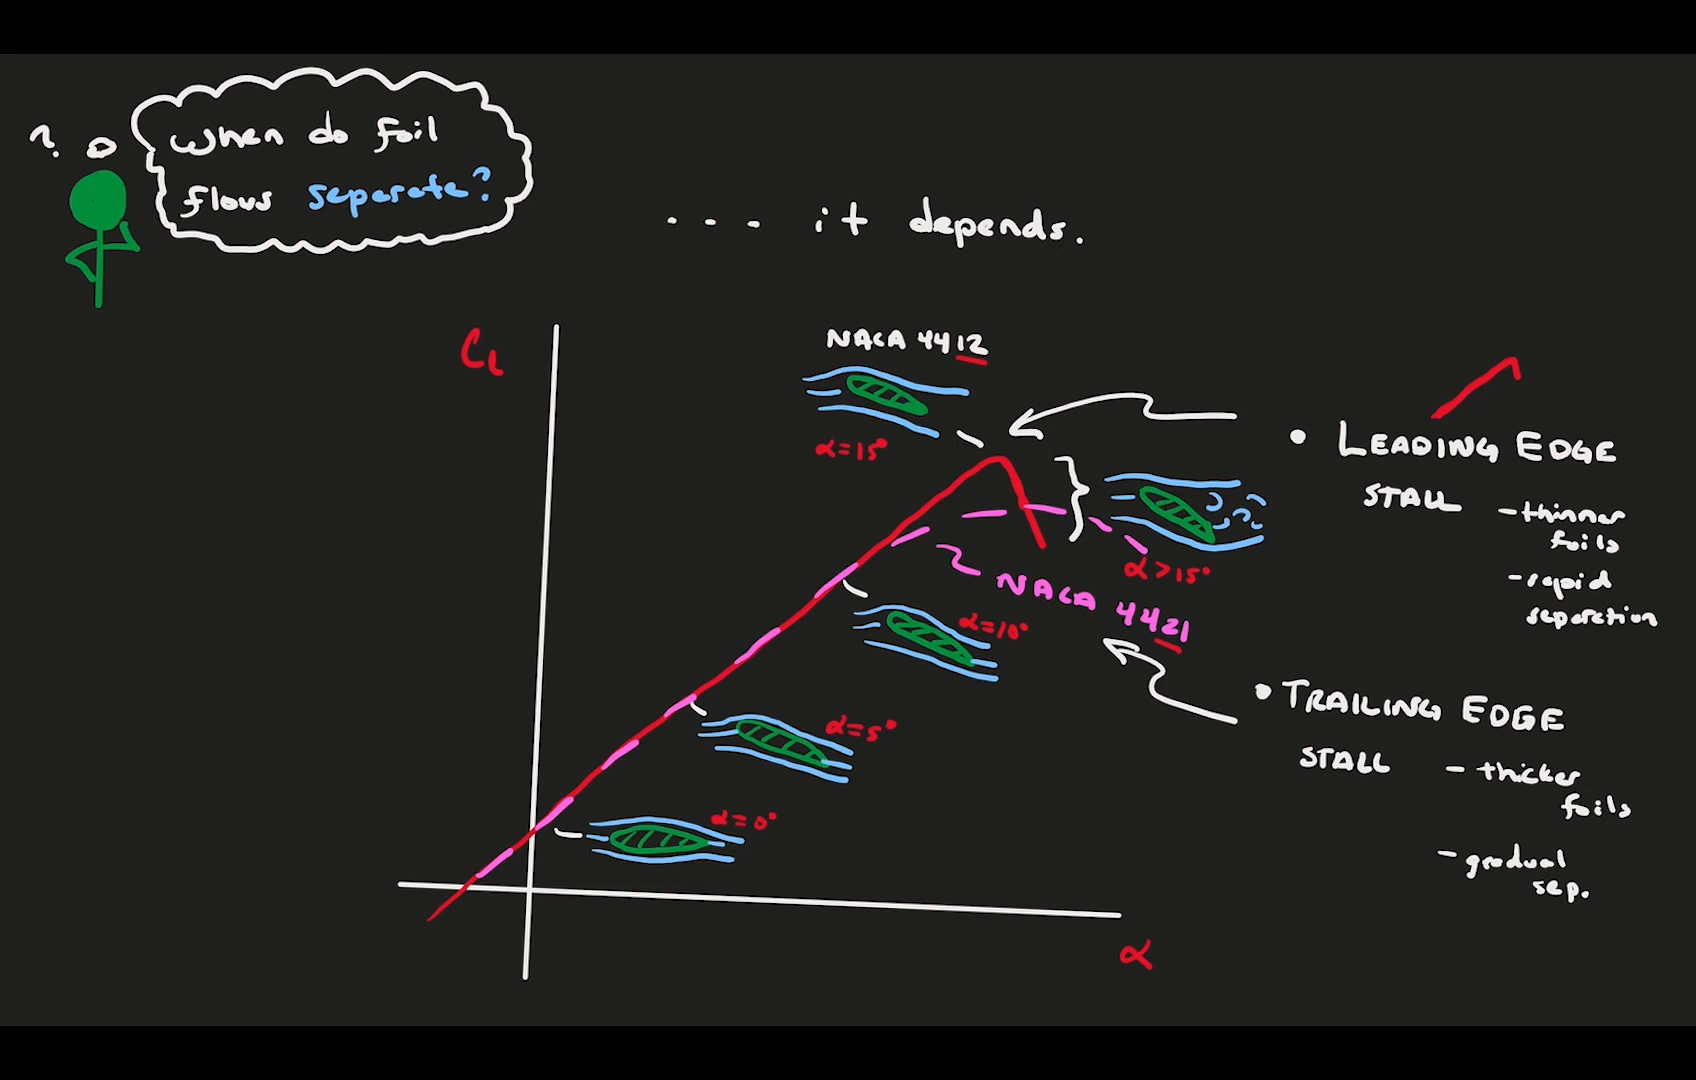 ?
When do foil
flows separate?
... it depends.
CL
NACA 4412
α=15°
α>15°
NACA 4421
α=10°
α=5°
α=0°
α
• LEADING EDGE
STALL
- thinner
foils
- rapid
separation
• TRAILING EDGE
STALL
- thicker
foils
- gradual
sep.